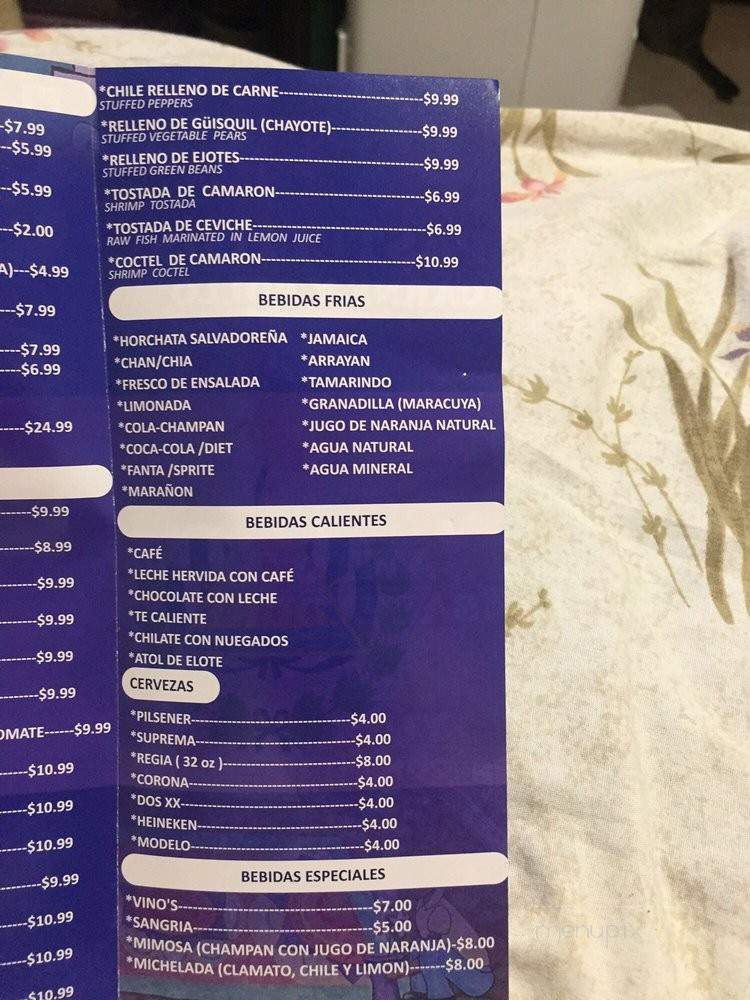 --$7.99
--$5.99
--$5.99
--$2.00
A)---$4.99
---$7.99
----$7.99
---$6.99
-----$24.99
-----$9.99
-----$8.99
-----$9.99
-----$9.99
-----$9.99
-----$9.99
OMATE------$9.99
----$10.99
-----$10.99
-----$10.99
------$9.99
-----$10.99
-----$10.99
-----$10.99
*CHILE RELLENO DE CARNE-----------------------------$9.99
STUFFED PEPPERS
*RELLENO DE GÜISQUIL (CHAYOTE)------------------$9.99
STUFFED VEGETABLE PEARS
*RELLENO DE EJOTES-------------------------------------$9.99
STUFFED GREEN BEANS
*TOSTADA DE CAMARON------------------------------$6.99
SHRIMP TOSTADA
*TOSTADA DE CEVICHE-----------------------------------$6.99
RAW FISH MARINATED IN LEMON JUICE
*COCTEL DE CAMARON-------------------------------$10.99
SHRIMP COCTEL
BEBIDAS FRIAS
*HORCHATA SALVADOREÑA *JAMAICA
*CHAN/CHIA *ARRAYAN
*FRESCO DE ENSALADA *TAMARINDO
*LIMONADA *GRANADILLA (MARACUYA)
*COLA-CHAMPAN *JUGO DE NARANJA NATURAL
*COCA-COLA /DIET *AGUA NATURAL
*FANTA /SPRITE *AGUA MINERAL
*MARAÑON
BEBIDAS CALIENTES
*CAFÉ
*LECHE HERVIDA CON CAFÉ
*CHOCOLATE CON LECHE
*TE CALIENTE
*CHILATE CON NUEGADOS
*ATOL DE ELOTE
CERVEZAS
*PILSENER--------------------------------$4.00
*SUPREMA--------------------------------$4.00
*REGIA ( 32 oz )---------------------------$8.00
*CORONA---------------------------------$4.00
*DOS XX-----------------------------------$4.00
*HEINEKEN---------------------------------$4.00
*MODELO-----------------------------------$4.00
BEBIDAS ESPECIALES
*VINO'S---------------------------------------$7.00
*SANGRIA------------------------------------$5.00
*MIMOSA (CHAMPAN CON JUGO DE NARANJA)-$8.00
*MICHELADA (CLAMATO, CHILE Y LIMON)-------$8.00